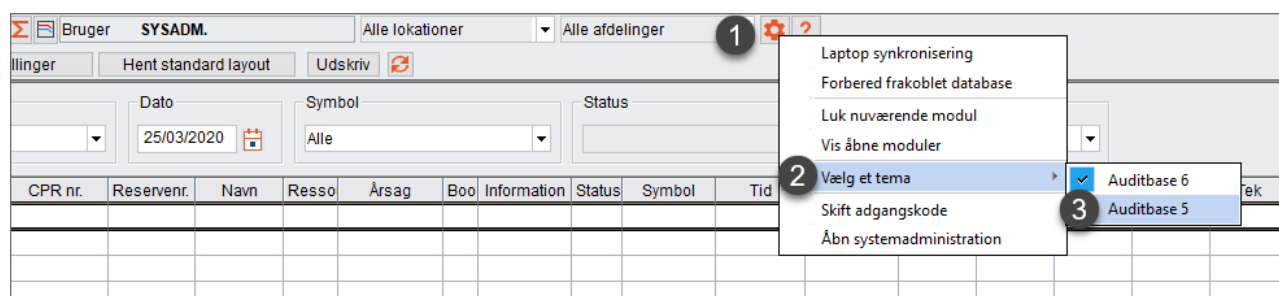 Bruger SYSADM. Alle lokationer Alle afdelinger 1 ?
llinger Hent standard layout Udskriv
Laptop synkronisering
Forbered frakoblet database
Luk nuværende modul
Vis åbne moduler
2 Vælg et tema
Skift adgangskode
Åbn systemadministration
Auditbase 6
3 Auditbase 5
Dato Symbol Status
25/03/2020 Alle
CPR nr. Reservenr. Navn Resso Årsag Boo Information Status Symbol Tid Tek